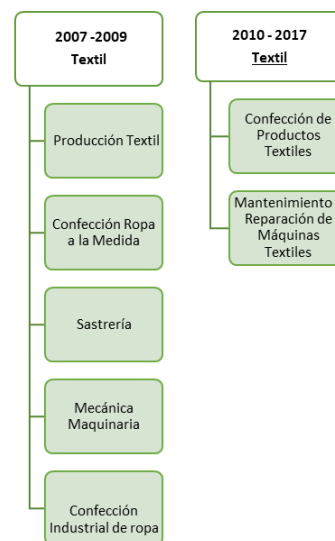 2007 -2009
Textil
Producción Textil
Confección Ropa
a la Medida
Sastrería
Mecánica
Maquinaria
Confección
Industrial de ropa
2010 - 2017
Textil
Confección de
Productos
Textiles
Mantenimiento
Reparación de
Máquinas
Textiles